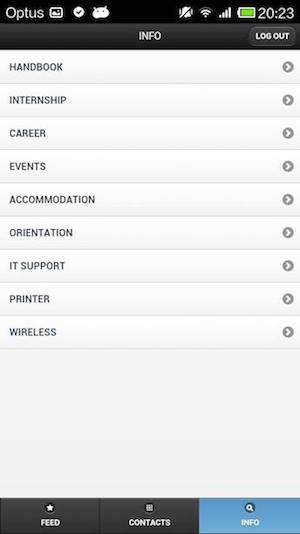 Optus 20:23
INFO LOG OUT
HANDBOOK
INTERNSHIP
CAREER
EVENTS
ACCOMMODATION
ORIENTATION
IT SUPPORT
PRINTER
WIRELESS
FEED CONTACTS INFO